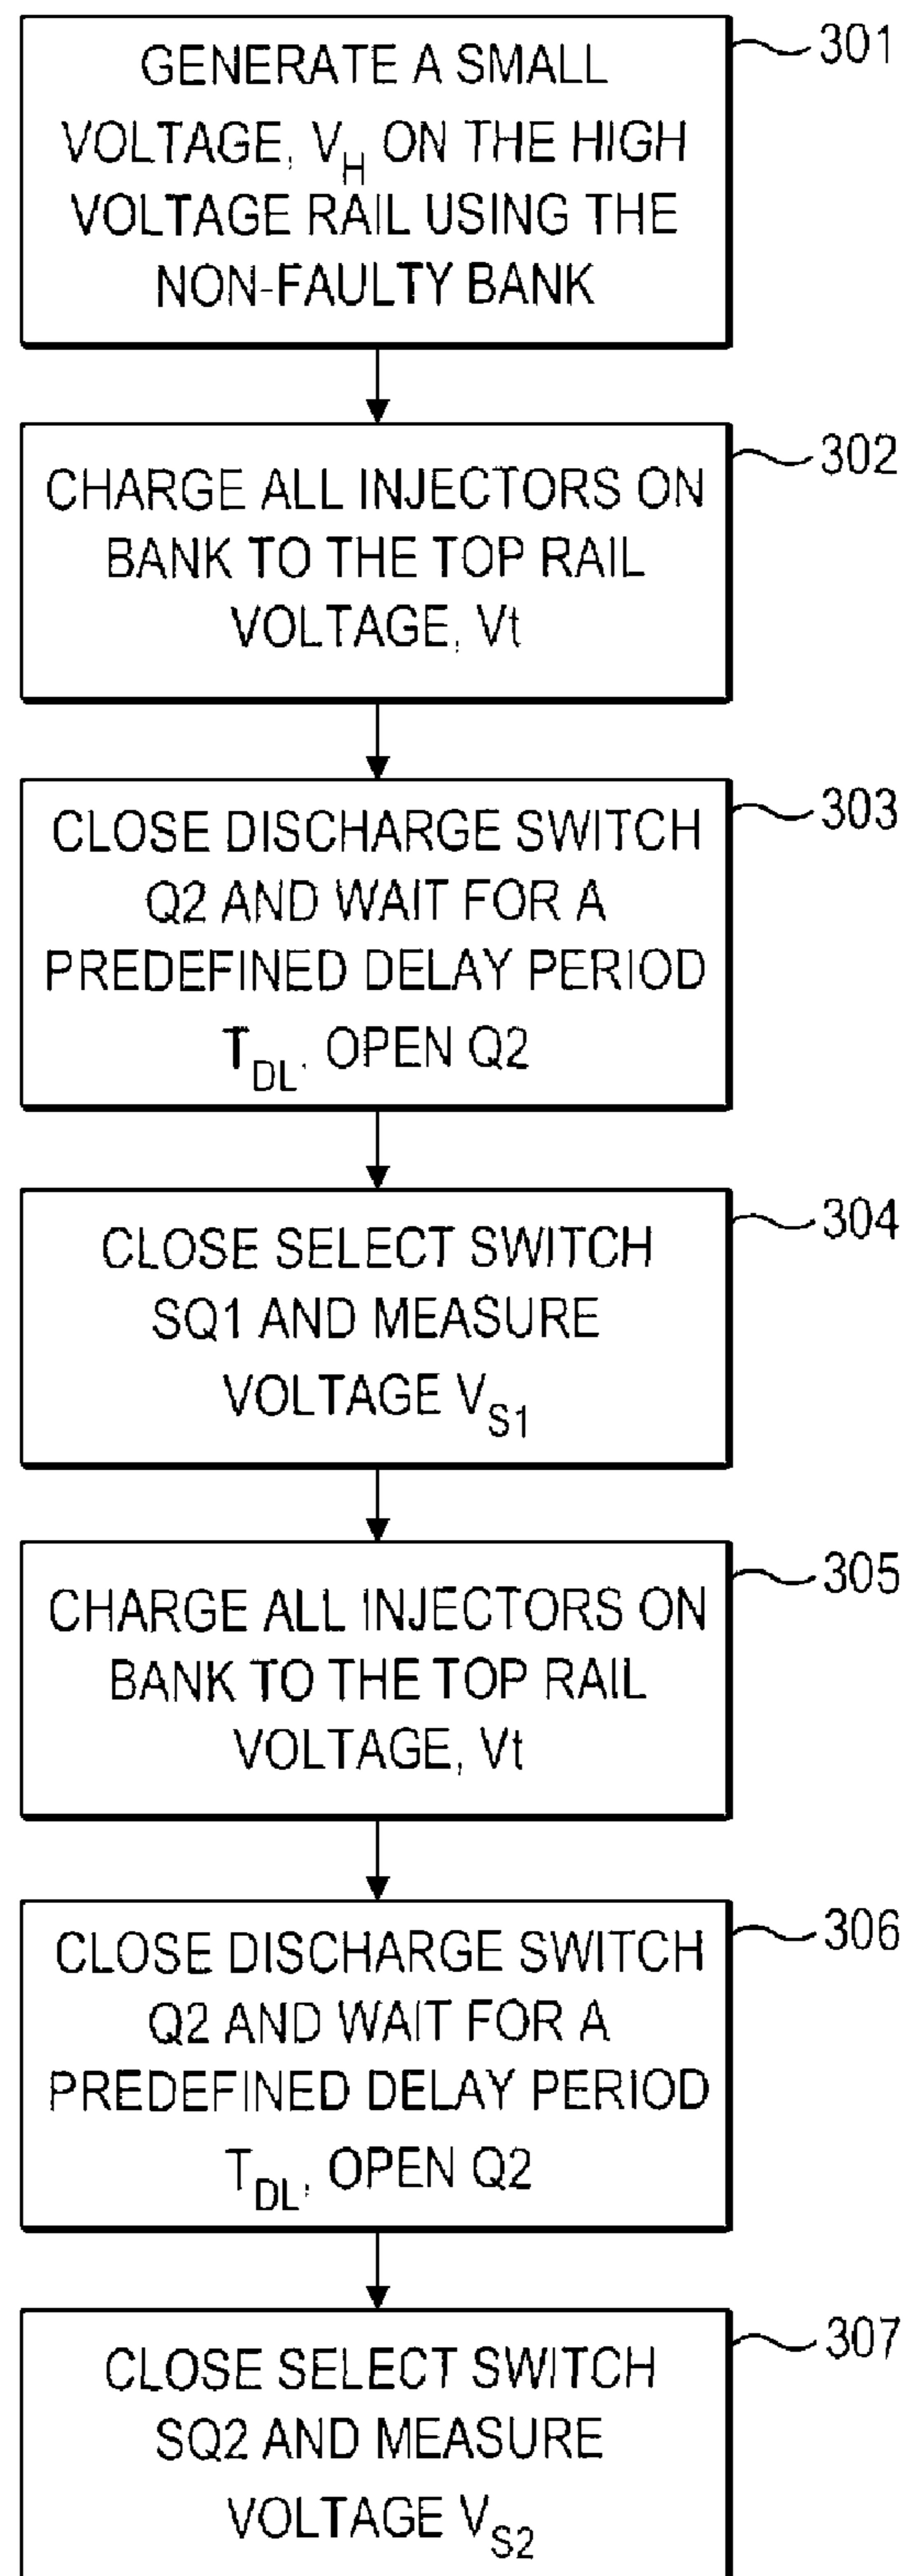 GENERATE A SMALL
VOLTAGE, VH ON THE HIGH
VOLTAGE RAIL USING THE
NON-FAULTY BANK
301
CHARGE ALL INJECTORS ON
BANK TO THE TOP RAIL
VOLTAGE, Vt
302
CLOSE DISCHARGE SWITCH
Q2 AND WAIT FOR A
PREDEFINED DELAY PERIOD
TDL, OPEN Q2
303
CLOSE SELECT SWITCH
SQ1 AND MEASURE
VOLTAGE VS1
304
CHARGE ALL INJECTORS ON
BANK TO THE TOP RAIL
VOLTAGE, Vt
305
CLOSE DISCHARGE SWITCH
Q2 AND WAIT FOR A
PREDEFINED DELAY PERIOD
TDL, OPEN Q2
306
CLOSE SELECT SWITCH
SQ2 AND MEASURE
VOLTAGE VS2
307